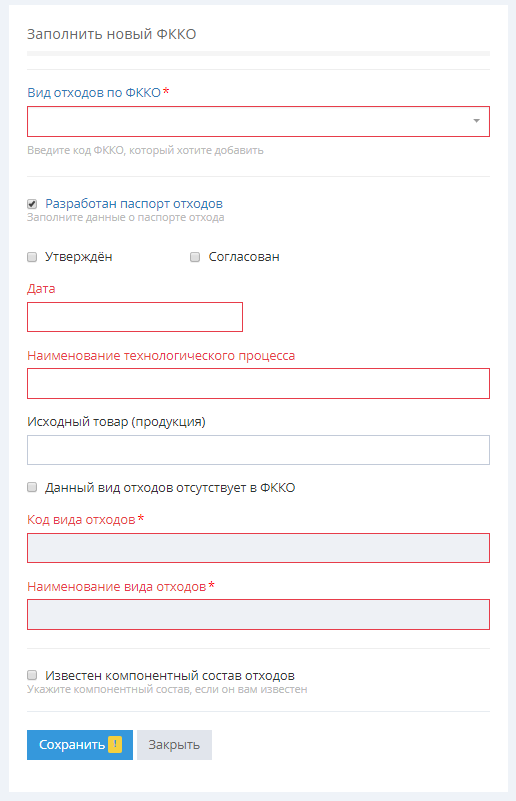 Заполнить новый ФККО
Вид отходов по ФККО *
Введите код ФККО, который хотите добавить
Разработан паспорт отходов
Заполните данные о паспорте отхода
Утверждён Согласован
Дата
Наименование технологического процесса
Исходный товар (продукция)
Данный вид отходов отсутствует в ФККО
Код вида отходов *
Наименование вида отходов *
Известен компонентный состав отходов
Укажите компонентный состав, если он вам известен
Сохранить ! Закрыть